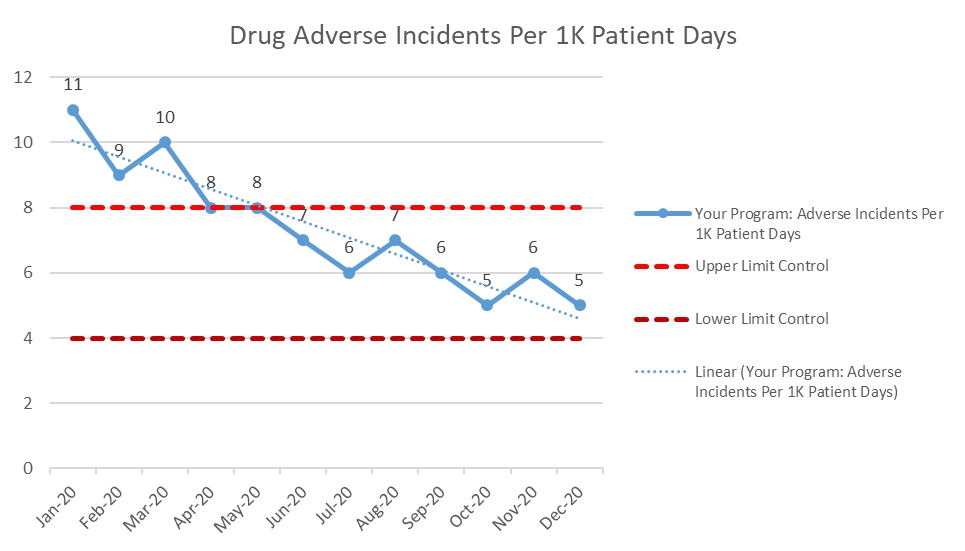 Drug Adverse Incidents Per 1K Patient Days
12
10
8
6
4
2
0
11
9
10
8
8
7
6
7
6
5
6
5
Jan-20
Feb-20
Mar-20
Apr-20
May-20
Jun-20
Jul-20
Aug-20
Sep-20
Oct-20
Nov-20
Dec-20
Your Program: Adverse Incidents Per
1K Patient Days
Upper Limit Control
Lower Limit Control
Linear (Your Program: Adverse
Incidents Per 1K Patient Days)